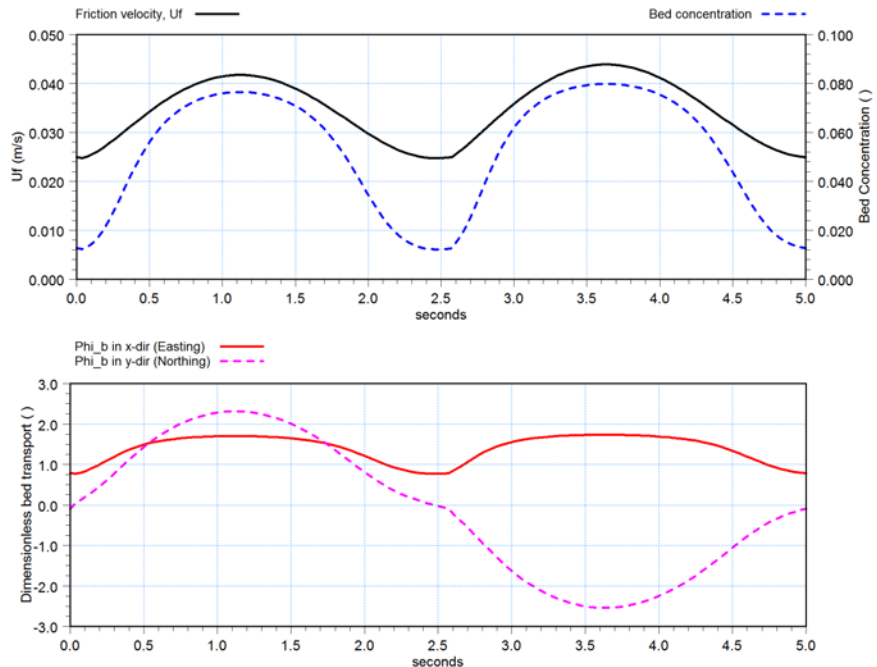 Friction velocity, Uf
Bed concentration
0.050
0.040
0.030
0.020
0.010
0.000
Uf (m/s)
0.100
0.080
0.060
0.040
0.020
0.000
Bed Concentration ( )
0.0 0.5 1.0 1.5 2.0 2.5 3.0 3.5 4.0 4.5 5.0
seconds
Phi_b in x-dir (Easting)
Phi_b in y-dir (Northing)
3.0
2.0
1.0
0.0
-1.0
-2.0
-3.0
Dimensionless bed transport ( )
0.0 0.5 1.0 1.5 2.0 2.5 3.0 3.5 4.0 4.5 5.0
seconds